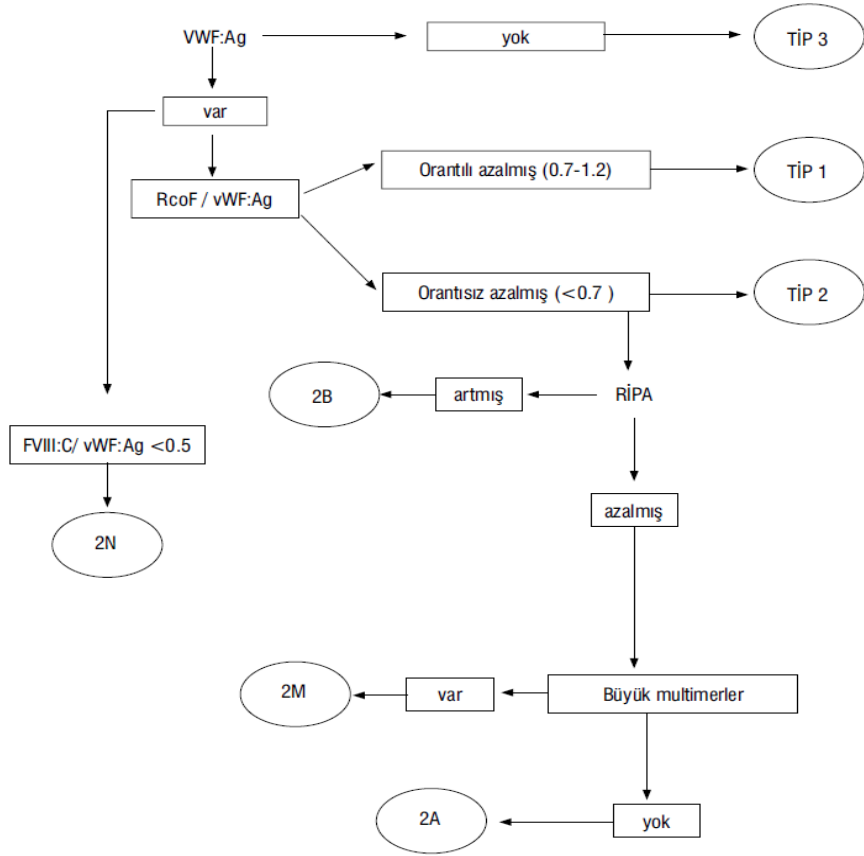 VWF:Ag
yok
TİP 3
var
Orantılı azalmış (0.7-1.2)
TİP 1
RcoF / vWF:Ag
Orantısız azalmış (<0.7 )
TİP 2
2B
artmış
RİPA
FVIII:C/ vWF:Ag <0.5
azalmış
2N
2M
var
Büyük multimerler
2A
yok